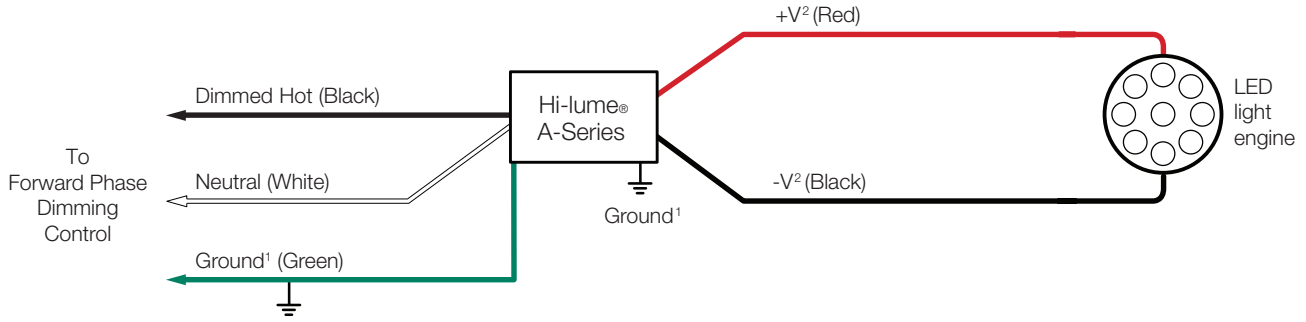 +V² (Red)
Dimmed Hot (Black)
Hi-lume®
A-Series
LED
light
engine
To
Forward Phase
Dimming
Control
Neutral (White)
-V² (Black)
Ground¹
Ground¹ (Green)